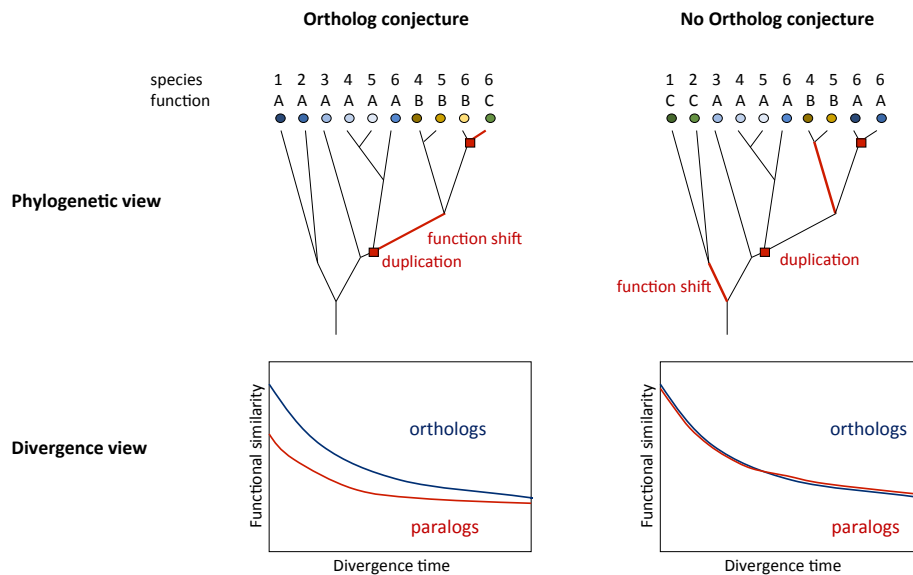 Ortholog conjecture
No Ortholog conjecture
species 1 2 3 4 5 6 4 5 6 6
function A A A A A A B B B C
1 2 3 4 5 6 4 5 6 6
C C A A A A B B A A
Phylogenetic view
function shift
duplication
function shift
duplication
Divergence view
Functional similarity
orthologs
paralogs
Divergence time
Functional similarity
orthologs
paralogs
Divergence time